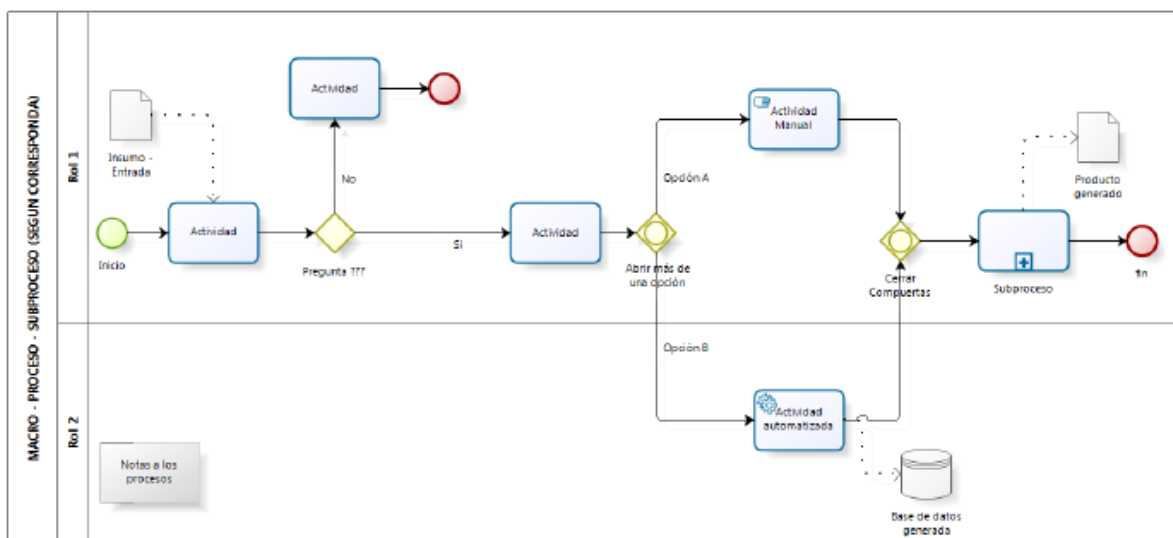 MACRO - PROCESO - SUBPROCESO (SEGUN CORRESPONDA)
Rol 1
Insumo -
Entrada
Inicio
Actividad
Actividad
No
Pregunta ???
Si
Actividad
Opción A
Abrir más de
una opción
Actividad
Manual
Cerrar
Compuertas
Producto
generado
Subproceso
fin
Rol 2
Opción B
Actividad
automatizada
Base de datos
generada
Notas a los
procesos